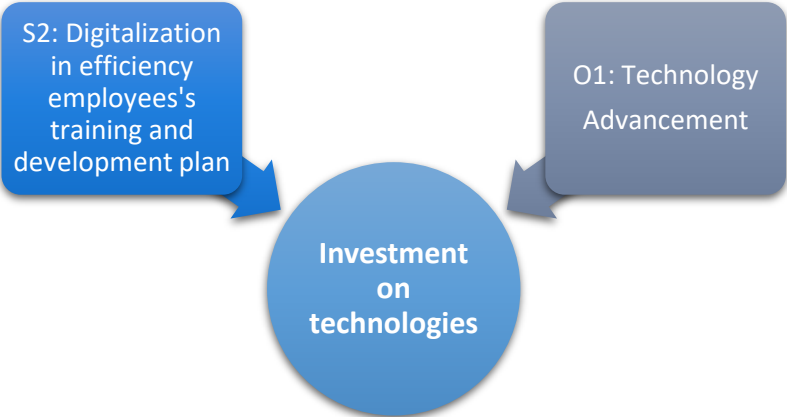 S2: Digitalization
in efficiency
employees's
training and
development plan
O1: Technology
Advancement
Investment
on
technologies